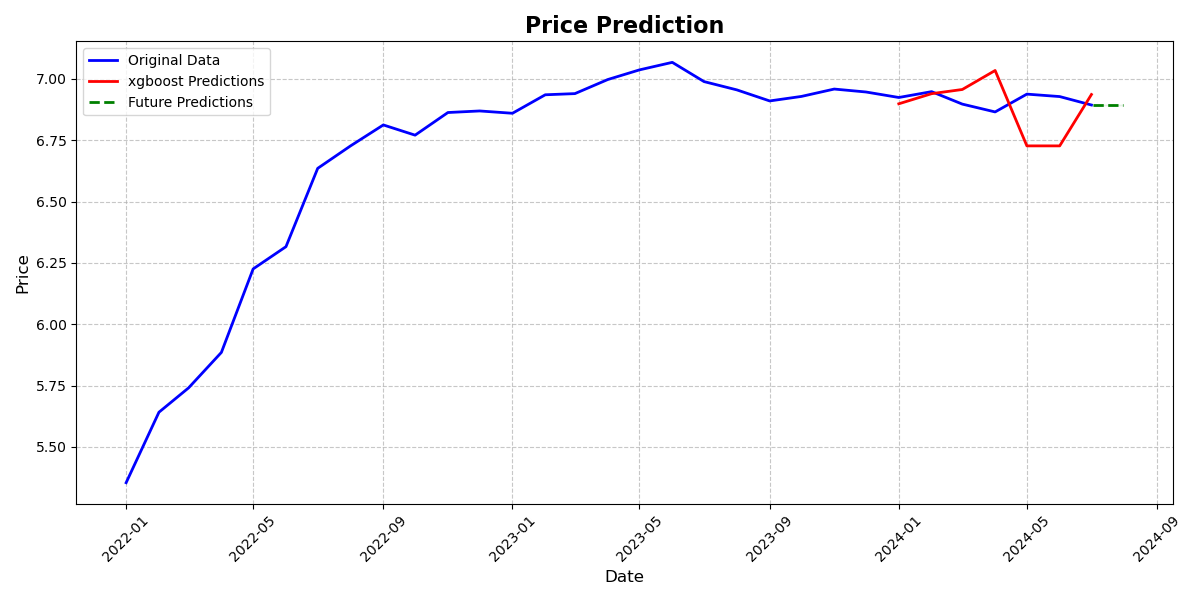 Price Prediction
Original Data
xgboost Predictions
Future Predictions
Price
7.00
6.75
6.50
6.25
6.00
5.75
5.50
2022-01
2022-05
2022-09
2023-01
2023-05
2023-09
2024-01
2024-05
2024-09
Date